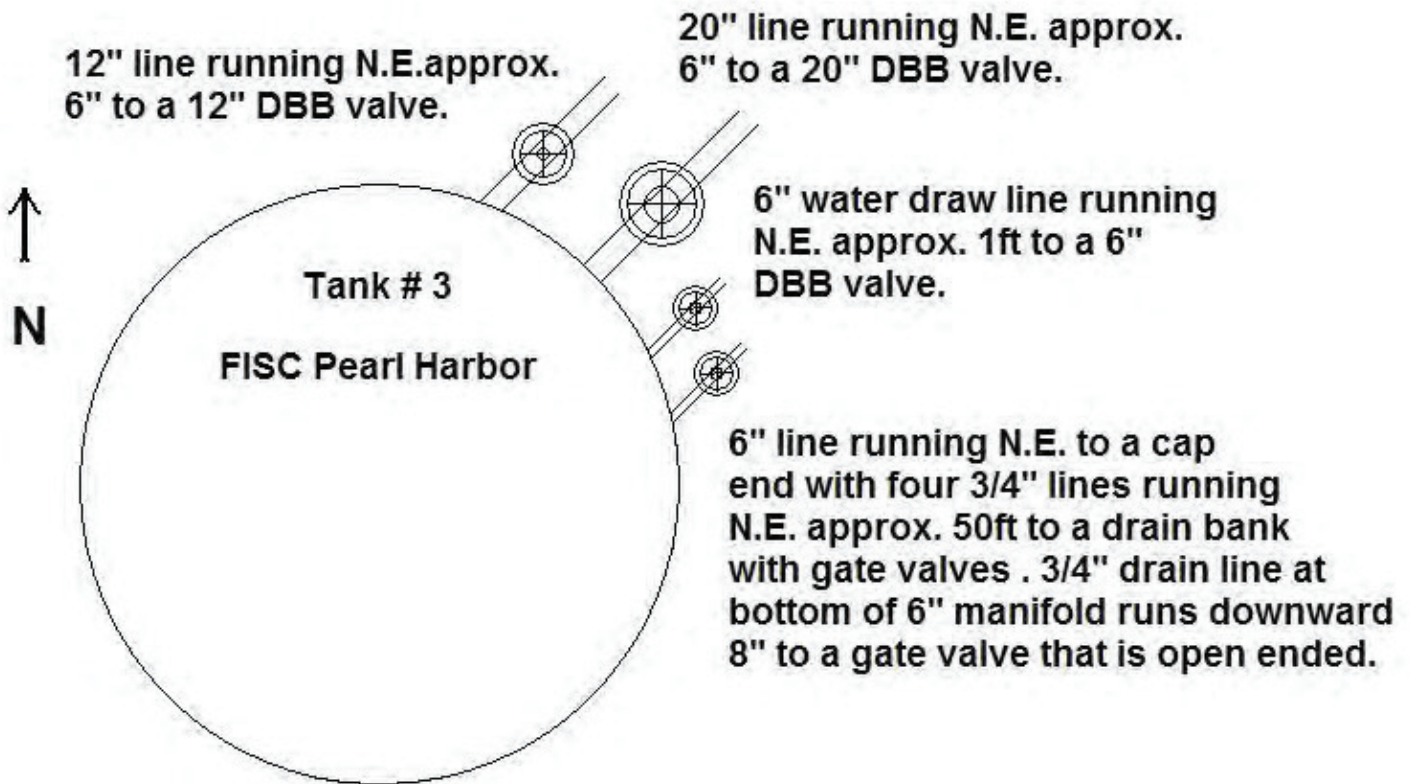 12" line running N.E.approx.
6" to a 12" DBB valve.
20" line running N.E. approx.
6" to a 20" DBB valve.
6" water draw line running
N.E. approx. 1ft to a 6"
DBB valve.
N
Tank # 3
FISC Pearl Harbor
6" line running N.E. to a cap
end with four 3/4" lines running
N.E. approx. 50ft to a drain bank
with gate valves . 3/4" drain line at
bottom of 6" manifold runs downward
8" to a gate valve that is open ended.